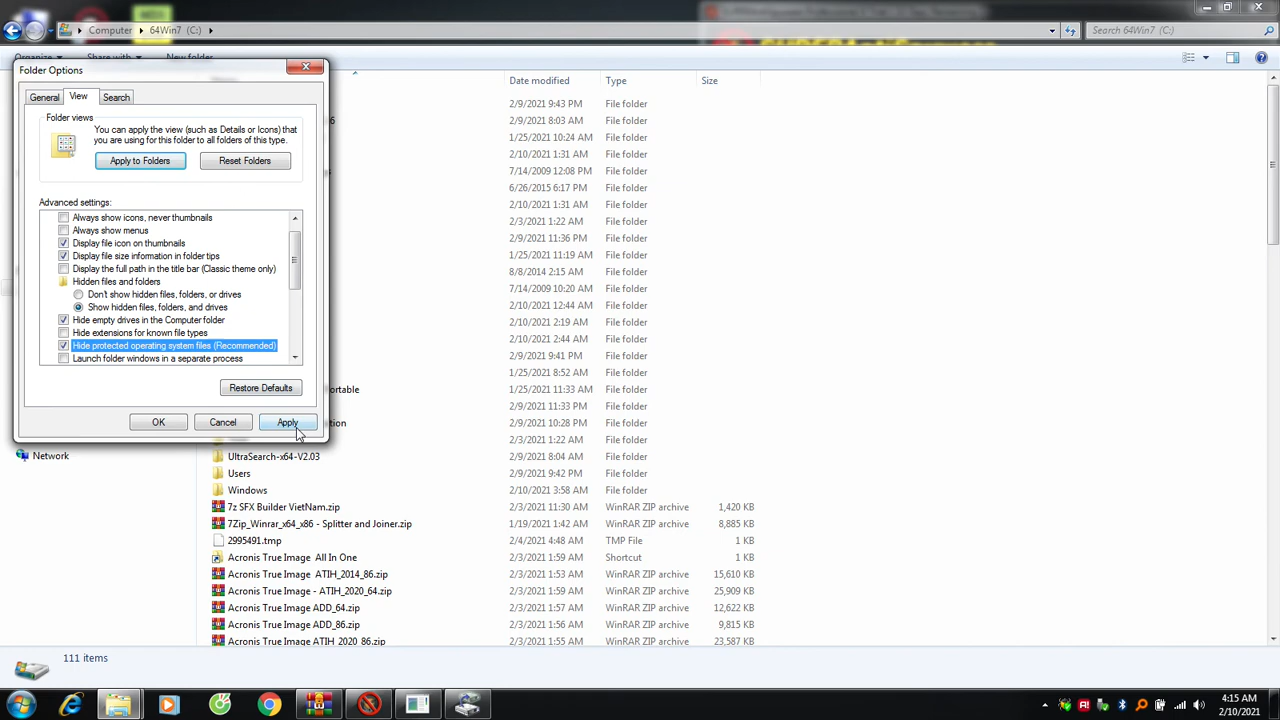 Computer 64Win7 (C:)
Search 64Win7 (C:)
Organize Share with New folder
Folder Options
General View Search
Folder views
You can apply the view (such as Details or Icons) that
you are using for this folder to all folders of this type.
Apply to Folders Reset Folders
Advanced settings:
Always show icons, never thumbnails
Always show menus
Display file icon on thumbnails
Display file size information in folder tips
Display the full path in the title bar (Classic theme only)
Hidden files and folders
Don't show hidden files, folders, or drives
Show hidden files, folders, and drives
Hide empty drives in the Computer folder
Hide extensions for known file types
Hide protected operating system files (Recommended)
Launch folder windows in a separate process
Restore Defaults
OK Cancel Apply
Network
Date modified Type Size
2/9/2021 9:43 PM File folder
2/9/2021 8:03 AM File folder
1/25/2021 10:24 AM File folder
2/10/2021 1:31 AM File folder
7/14/2009 12:08 PM File folder
6/26/2015 6:17 PM File folder
2/10/2021 1:31 AM File folder
2/3/2021 1:22 AM File folder
2/9/2021 11:36 PM File folder
1/25/2021 11:19 AM File folder
8/8/2014 2:15 AM File folder
7/14/2009 10:20 AM File folder
2/10/2021 12:44 AM File folder
2/10/2021 2:19 AM File folder
2/10/2021 2:44 AM File folder
2/9/2021 9:41 PM File folder
1/25/2021 8:52 AM File folder
ortable 1/25/2021 11:33 AM File folder
2/9/2021 11:33 PM File folder
tion 2/9/2021 10:28 PM File folder
2/3/2021 1:22 AM File folder
UltraSearch-x64-V2.03 2/9/2021 8:04 AM File folder
Users 2/9/2021 9:42 PM File folder
Windows 2/10/2021 3:58 AM File folder
7z SFX Builder VietNam.zip 2/3/2021 11:30 AM WinRAR ZIP archive 1,420 KB
7Zip_Winrar_x64_x86 - Splitter and Joiner.zip 1/19/2021 1:42 AM WinRAR ZIP archive 8,885 KB
2995491.tmp 2/4/2021 4:48 AM TMP File 1 KB
Acronis True Image All In One 2/3/2021 1:59 AM Shortcut 1 KB
Acronis True Image ATIH_2014_86.zip 2/3/2021 1:53 AM WinRAR ZIP archive 15,610 KB
Acronis True Image - ATIH_2020_64.zip 2/3/2021 1:59 AM WinRAR ZIP archive 25,909 KB
Acronis True Image ADD_64.zip 2/3/2021 1:57 AM WinRAR ZIP archive 12,622 KB
Acronis True Image ADD_86.zip 2/3/2021 1:56 AM WinRAR ZIP archive 9,815 KB
Acronis True Image ATIH 2020 86.zip 2/3/2021 1:55 AM WinRAR ZIP archive 23,587 KB
111 items
4:15 AM
2/10/2021